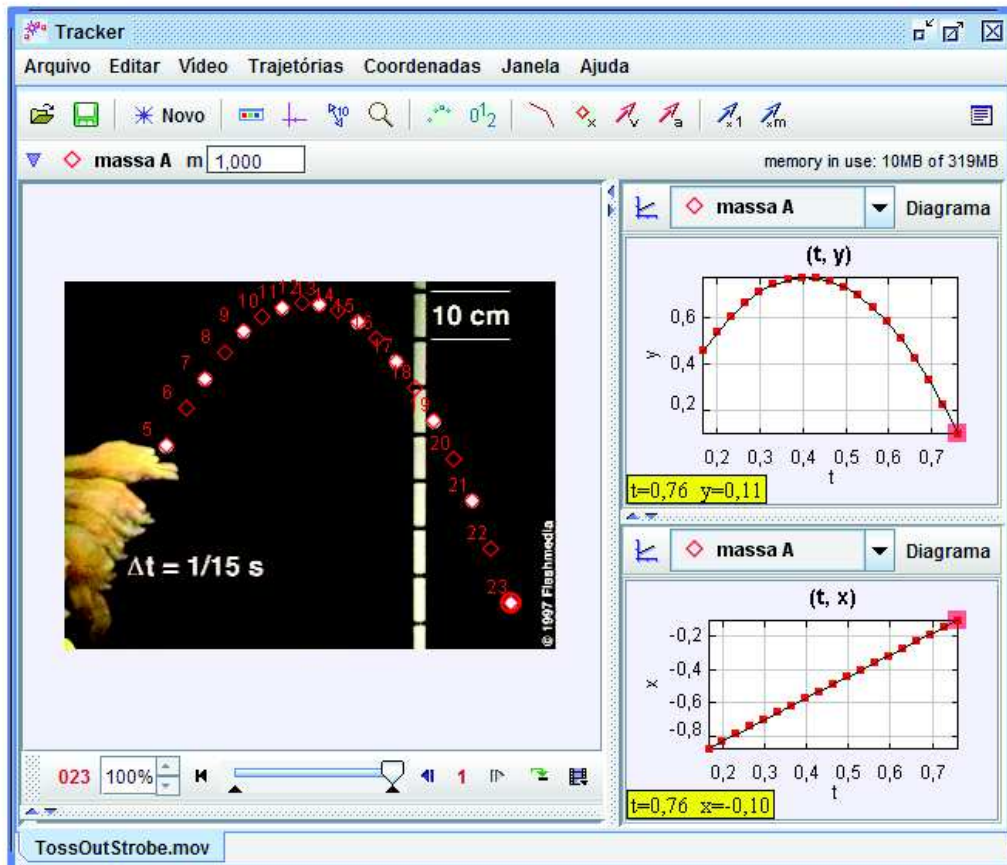 Tracker
Arquivo Editar Vídeo Trajetórias Coordenadas Janela Ajuda
Novo
massa A m 1,000
memory in use: 10MB of 319MB
massa A Diagrama
(t, y)
0,6
0,4
0,2
y
0,2 0,3 0,4 0,5 0,6 0,7
t
t=0,76 y=0,11
massa A Diagrama
(t, x)
-0,2
-0,4
-0,6
-0,8
x
0,2 0,3 0,4 0,5 0,6 0,7
t
t=0,76 x=-0,10
10 cm
5
6
7
8
9
10
11
12
13
14
15
16
17
18
19
20
21
22
23
Δt = 1/15 s
© 1997 Flashmedia
023 100% 1
TossOutStrobe.mov